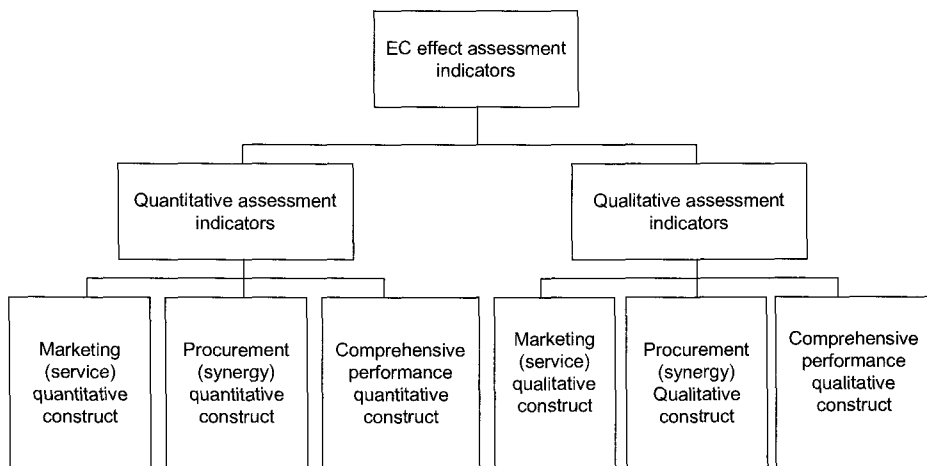 EC effect assessment
indicators
Quantitative assessment
indicators
Qualitative assessment
indicators
Marketing
(service)
quantitative
construct
Procurement
(synergy)
quantitative
construct
Comprehensive
performance
quantitative
construct
Marketing
(service)
qualitative
construct
Procurement
(synergy)
Qualitative
construct
Comprehensive
performance
qualitative
construct